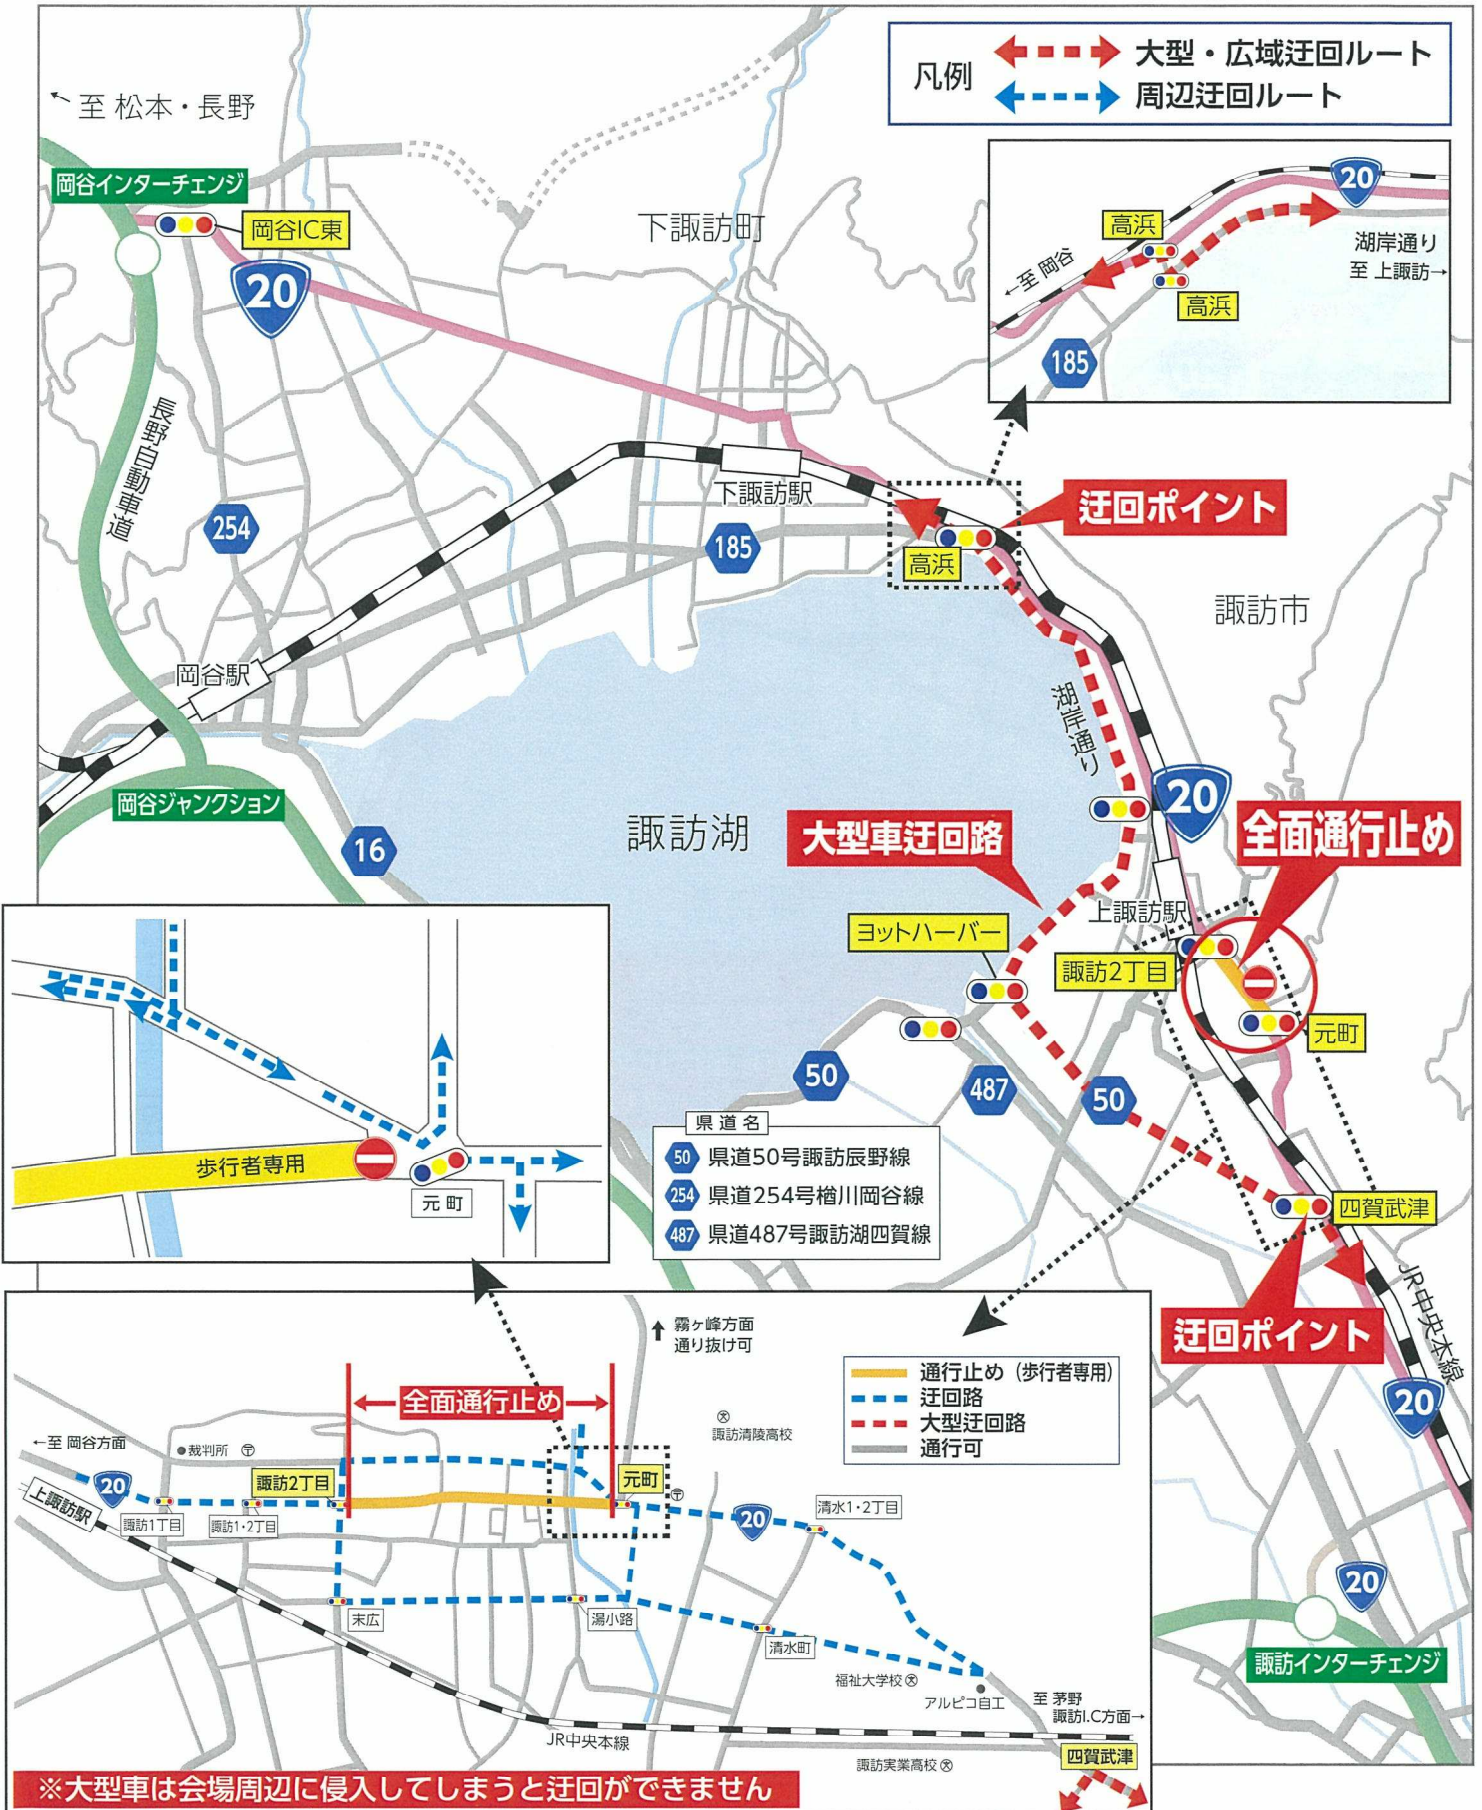 凡例
大型・広域迂回ルート
周辺迂回ルート
至 松本・長野
岡谷インターチェンジ
岡谷IC東
20
下諏訪町
高浜
20
湖岸通り
至 上諏訪→
←至 岡谷
高浜
185
長野自動車道
254
下諏訪駅
185
迂回ポイント
高浜
諏訪市
岡谷駅
湖岸通り
岡谷ジャンクション
16
諏訪湖
大型車迂回路
20
全面通行止め
上諏訪駅
ヨットハーバー
諏訪2丁目
元町
50
487
50
県道名
50 県道50号諏訪辰野線
254 県道254号楢川岡谷線
487 県道487号諏訪湖四賀線
四賀武津
迂回ポイント
JR中央本線
20
20
諏訪インターチェンジ
歩行者専用
元町
霧ヶ峰方面
通り抜け可
通行止め（歩行者専用）
迂回路
大型迂回路
通行可
全面通行止め
諏訪清陵高校
←至 岡谷方面
裁判所
諏訪2丁目
元町
20
上諏訪駅
諏訪1丁目
諏訪1・2丁目
20
清水1・2丁目
末広
湯小路
清水町
福祉大学校
アルピコ自工
至 茅野
諏訪I.C方面→
JR中央本線
諏訪実業高校
四賀武津
※大型車は会場周辺に侵入してしまうと迂回ができません